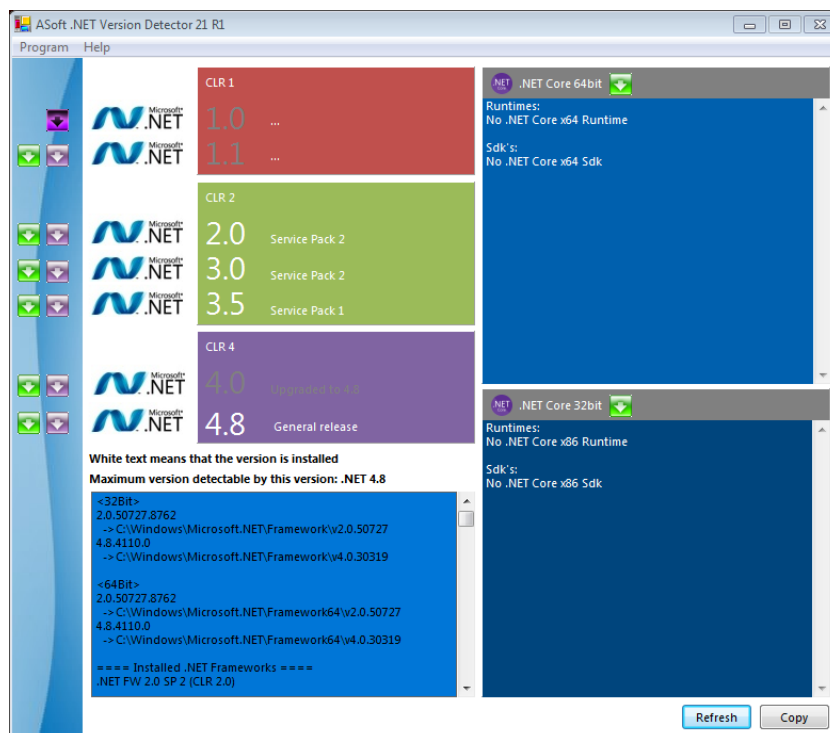 ASoft .NET Version Detector 21 R1
Program Help
CLR 1
Microsoft .NET 1.0 ...
Microsoft .NET 1.1 ...
CLR 2
Microsoft .NET 2.0 Service Pack 2
Microsoft .NET 3.0 Service Pack 2
Microsoft .NET 3.5 Service Pack 1
CLR 4
Microsoft .NET 4.0 Upgraded to 4.8
Microsoft .NET 4.8 General release
White text means that the version is installed
Maximum version detectable by this version: .NET 4.8
<32Bit>
2.0.50727.8762
-> C:\Windows\Microsoft.NET\Framework\v2.0.50727
4.8.4110.0
-> C:\Windows\Microsoft.NET\Framework\v4.0.30319
<64Bit>
2.0.50727.8762
-> C:\Windows\Microsoft.NET\Framework64\v2.0.50727
4.8.4110.0
-> C:\Windows\Microsoft.NET\Framework64\v4.0.30319
==== Installed .NET Frameworks ====
.NET FW 2.0 SP 2 (CLR 2.0)
.NET CORE .NET Core 64bit
Runtimes:
No .NET Core x64 Runtime
Sdk's:
No .NET Core x64 Sdk
.NET CORE .NET Core 32bit
Runtimes:
No .NET Core x86 Runtime
Sdk's:
No .NET Core x86 Sdk
Refresh Copy